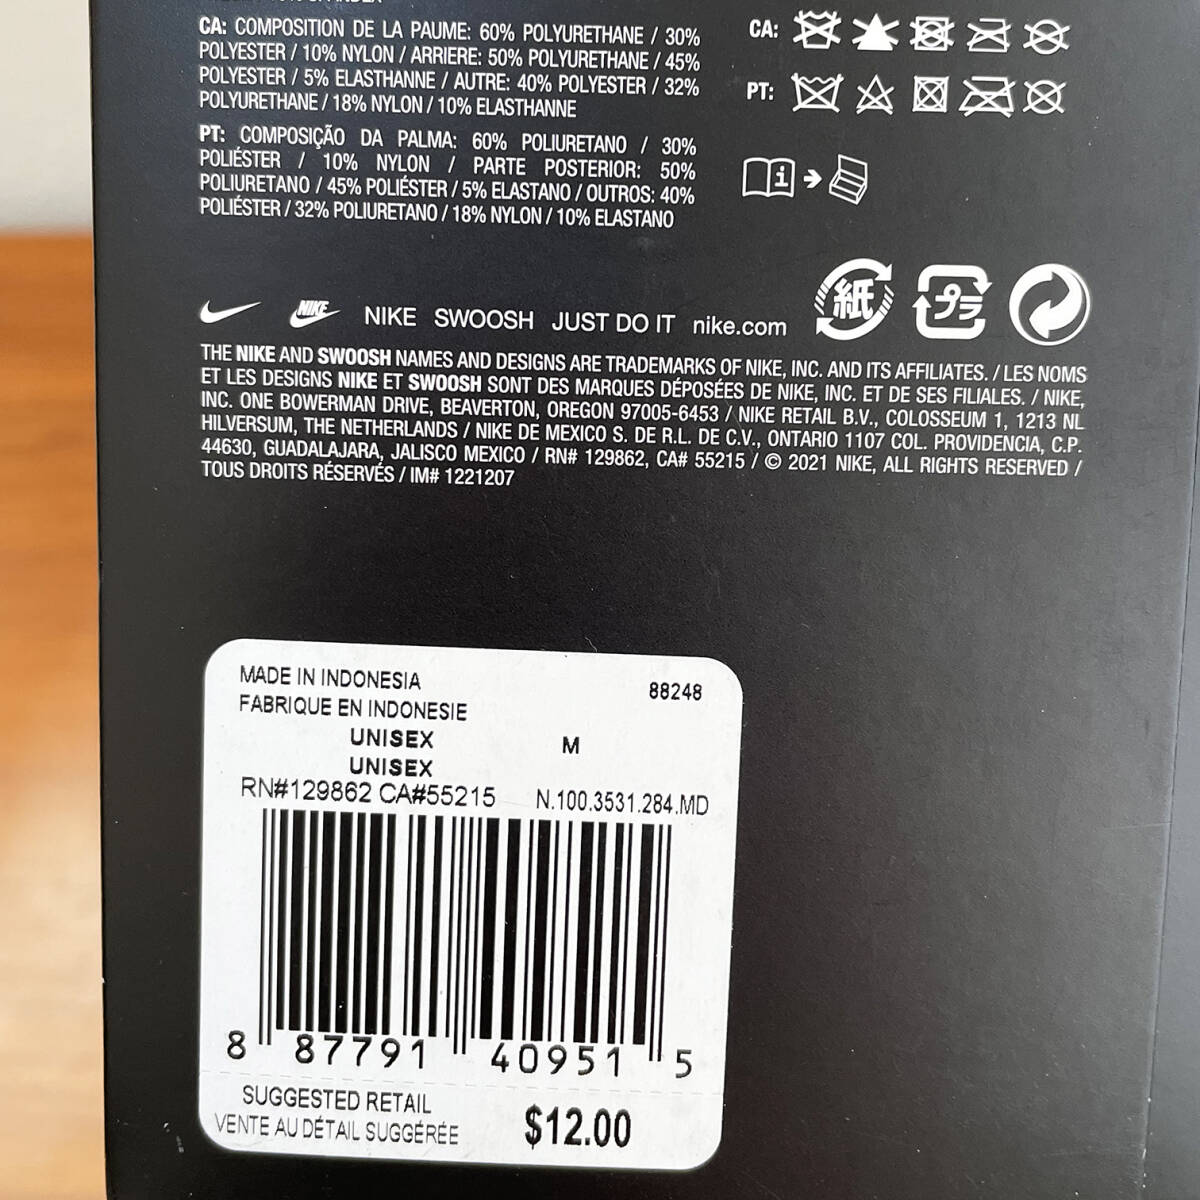 CA: COMPOSITION DE LA PAUME: 60% POLYURETHANE / 30%
POLYESTER / 10% NYLON / ARRIERE: 50% POLYURETHANE / 45%
POLYESTER / 5% ELASTHANNE / AUTRE: 40% POLYESTER / 32%
POLYURETHANE / 18% NYLON / 10% ELASTHANNE
PT: COMPOSIÇÃO DA PALMA: 60% POLIURETANO / 30%
POLIÉSTER / 10% NYLON / PARTE POSTERIOR: 50%
POLIURETANO / 45% POLIÉSTER / 5% ELASTANO / OUTROS: 40%
POLIÉSTER / 32% POLIURETANO / 18% NYLON / 10% ELASTANO
CA:
PT:
i
紙
プラ
NIKE
NIKE SWOOSH JUST DO IT nike.com
THE NIKE AND SWOOSH NAMES AND DESIGNS ARE TRADEMARKS OF NIKE, INC. AND ITS AFFILIATES. / LES NOMS
ET LES DESIGNS NIKE ET SWOOSH SONT DES MARQUES DÉPOSÉES DE NIKE, INC. ET DE SES FILIALES. / NIKE,
INC. ONE BOWERMAN DRIVE, BEAVERTON, OREGON 97005-6453 / NIKE RETAIL B.V., COLOSSEUM 1, 1213 NL
HILVERSUM, THE NETHERLANDS / NIKE DE MEXICO S. DE R.L. DE C.V., ONTARIO 1107 COL. PROVIDENCIA, C.P.
44630, GUADALAJARA, JALISCO MEXICO / RN# 129862, CA# 55215 / © 2021 NIKE, ALL RIGHTS RESERVED /
TOUS DROITS RÉSERVÉS / IM# 1221207
MADE IN INDONESIA
88248
FABRIQUE EN INDONESIE
UNISEX M
UNISEX
RN#129862 CA#55215 N.100.3531.284.MD
8 87791 40951 5
SUGGESTED RETAIL
VENTE AU DÉTAIL SUGGÉRÉE
$12.00